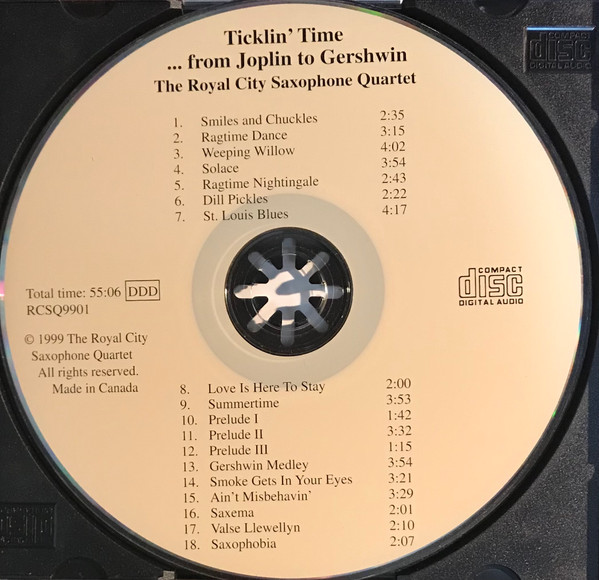 Ticklin' Time
... from Joplin to Gershwin
The Royal City Saxophone Quartet
1. Smiles and Chuckles 2:35
2. Ragtime Dance 3:15
3. Weeping Willow 4:02
4. Solace 3:54
5. Ragtime Nightingale 2:43
6. Dill Pickles 2:22
7. St. Louis Blues 4:17
Total time: 55:06 DDD
RCSQ9901
© 1999 The Royal City
Saxophone Quartet
All rights reserved.
Made in Canada
COMPACT
disc
DIGITAL AUDIO
8. Love Is Here To Stay 2:00
9. Summertime 3:53
10. Prelude I 1:42
11. Prelude II 3:32
12. Prelude III 1:15
13. Gershwin Medley 3:54
14. Smoke Gets In Your Eyes 3:21
15. Ain't Misbehavin' 3:29
16. Saxema 2:01
17. Valse Llewellyn 2:10
18. Saxophobia 2:07
COMPACT
disc
DIGITAL AUDIO